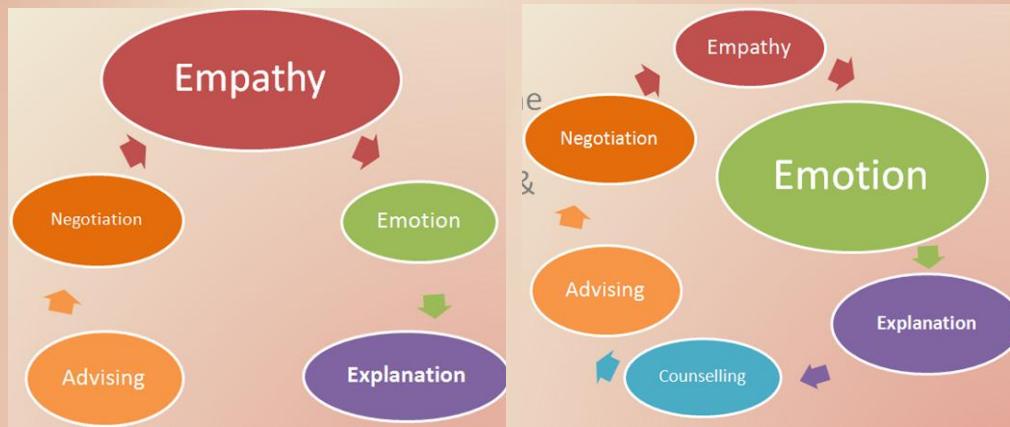 Empathy
Negotiation
Emotion
Advising
Explanation
Empathy
Negotiation
&
Emotion
Advising
Explanation
Counselling